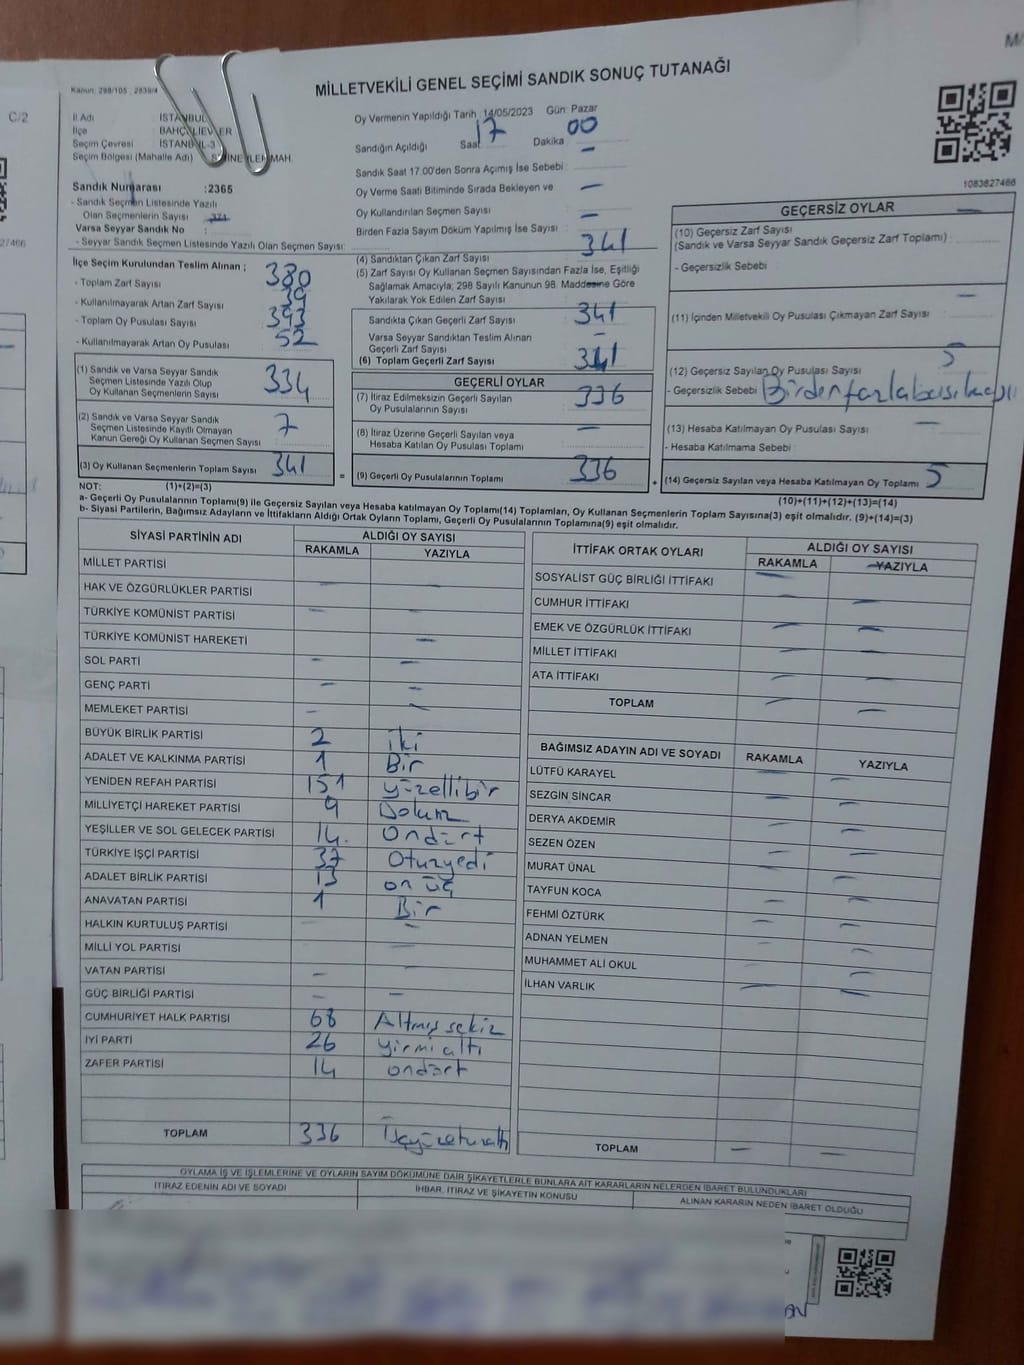 MİLLETVEKİLİ GENEL SEÇİMİ SANDIK SONUÇ TUTANAĞI
Kanun: 298/105
C/2
İl Adı İSTANBUL
İlçe BAHÇELİEVLER
Seçim Çevresi İSTANBUL-3
Seçim Bölgesi (Mahalle Adı) MAH.
Sandık Numarası :2365
- Sandık Seçmen Listesinde Yazılı
Olan Seçmenlerin Sayısı
Varsa Seyyar Sandık No :
- Seyyar Sandık Seçmen Listesinde Yazılı Olan Seçmen Sayısı:
Oy Vermenin Yapıldığı Tarih :14/05/2023 Gün: Pazar
Sandığın Açıldığı Saat 17 Dakika 00
Sandık Saat 17.00'den Sonra Açımış İse Sebebi : –
Oy Verme Saati Bitiminde Sırada Bekleyen ve
Oy Kullandırılan Seçmen Sayısı –
Birden Fazla Sayım Döküm Yapılmış İse Sayısı –
1083627466
İlçe Seçim Kurulundan Teslim Alınan ;
- Toplam Zarf Sayısı 380
- Kullanılmayarak Artan Zarf Sayısı 39
- Toplam Oy Pusulası Sayısı 393
- Kullanılmayarak Artan Oy Pusulası 52
(1) Sandık ve Varsa Seyyar Sandık
Seçmen Listesinde Yazılı Olup
Oy Kullanan Seçmenlerin Sayısı 334
(2) Sandık ve Varsa Seyyar Sandık
Seçmen Listesinde Kayıtlı Olmayan
Kanun Gereği Oy Kullanan Seçmen Sayısı 7
(3) Oy Kullanan Seçmenlerin Toplam Sayısı 341 =
(4) Sandıktan Çıkan Zarf Sayısı 341
(5) Zarf Sayısı Oy Kullanan Seçmen Sayısından Fazla İse, Eşitliği
Sağlamak Amacıyla; 298 Sayılı Kanunun 98. Maddesine Göre
Yakılarak Yok Edilen Zarf Sayısı
Sandıkta Çıkan Geçerli Zarf Sayısı 341
Varsa Seyyar Sandıktan Teslim Alınan
Geçerli Zarf Sayısı –
(6) Toplam Geçerli Zarf Sayısı 341
GEÇERLİ OYLAR
(7) İtiraz Edilmeksizin Geçerli Sayılan
Oy Pusulalarının Sayısı 336
(8) İtiraz Üzerine Geçerli Sayılan veya
Hesaba Katılan Oy Pusulası Toplamı –
(9) Geçerli Oy Pusulalarının Toplamı 336 +
GEÇERSİZ OYLAR
(10) Geçersiz Zarf Sayısı –
(Sandık ve Varsa Seyyar Sandık Geçersiz Zarf Toplamı) :
- Geçersizlik Sebebi
(11) İçinden Milletvekili Oy Pusulası Çıkmayan Zarf Sayısı –
(12) Geçersiz Sayılan Oy Pusulası Sayısı 5
- Geçersizlik Sebebi Birden fazla
(13) Hesaba Katılmayan Oy Pusulası Sayısı –
- Hesaba Katılmama Sebebi
(14) Geçersiz Sayılan veya Hesaba Katılmayan Oy Toplamı 5
NOT: (1)+(2)=(3) (10)+(11)+(12)+(13)=(14)
a- Geçerli Oy Pusulalarının Toplamı(9) ile Geçersiz Sayılan veya Hesaba katılmayan Oy Toplamı(14) Toplamları, Oy Kullanan Seçmenlerin Toplam Sayısına(3) eşit olmalıdır. (9)+(14)=(3)
b- Siyasi Partilerin, Bağımsız Adayların ve İttifakların Aldığı Ortak Oyların Toplamı, Geçerli Oy Pusulalarının Toplamına(9) eşit olmalıdır.
SİYASİ PARTİNİN ADI ALDIĞI OY SAYISI
RAKAMLA YAZIYLA
MİLLET PARTİSİ
HAK VE ÖZGÜRLÜKLER PARTİSİ – –
TÜRKİYE KOMÜNİST PARTİSİ – –
TÜRKİYE KOMÜNİST HAREKETİ –
SOL PARTİ – –
GENÇ PARTİ – –
MEMLEKET PARTİSİ – –
BÜYÜK BİRLİK PARTİSİ 2 iki
ADALET VE KALKINMA PARTİSİ 1 Bir
YENİDEN REFAH PARTİSİ 151 yüzellibir
MİLLİYETÇİ HAREKET PARTİSİ 9 Dokuz
YEŞİLLER VE SOL GELECEK PARTİSİ 14 ondört
TÜRKİYE İŞÇİ PARTİSİ 37 Otuzyedi
ADALET BİRLİK PARTİSİ 13 on üç
ANAVATAN PARTİSİ 1 Bir
HALKIN KURTULUŞ PARTİSİ – –
MİLLİ YOL PARTİSİ –
VATAN PARTİSİ – –
GÜÇ BİRLİĞİ PARTİSİ – –
CUMHURİYET HALK PARTİSİ 68 Altmış sekiz
İYİ PARTİ 26 yirmi altı
ZAFER PARTİSİ 14 ondört
TOPLAM 336 üçyüzotuzaltı
İTTİFAK ORTAK OYLARI ALDIĞI OY SAYISI
RAKAMLA YAZIYLA
SOSYALİST GÜÇ BİRLİĞİ İTTİFAKI – –
CUMHUR İTTİFAKI – –
EMEK VE ÖZGÜRLÜK İTTİFAKI – –
MİLLET İTTİFAKI – –
ATA İTTİFAKI – –
TOPLAM – –
BAĞIMSIZ ADAYIN ADI VE SOYADI RAKAMLA YAZIYLA
LÜTFÜ KARAYEL – –
SEZGİN SİNCAR – –
DERYA AKDEMİR – –
SEZEN ÖZEN – –
MURAT ÜNAL – –
TAYFUN KOCA – –
FEHMİ ÖZTÜRK – –
ADNAN YELMEN – –
MUHAMMET ALİ OKUL – –
İLHAN VARLIK – –
TOPLAM – –
OYLAMA İŞ VE İŞLEMLERİNE VE OYLARIN SAYIM DÖKÜMÜNE DAİR ŞİKAYETLERLE BUNLARA AİT KARARLARIN NELERDEN İBARET BULUNDUKLARI
İTİRAZ EDENİN ADI VE SOYADI İHBAR, İTİRAZ VE ŞİKAYETİN KONUSU ALINAN KARARIN NEDEN İBARET OLDUĞU